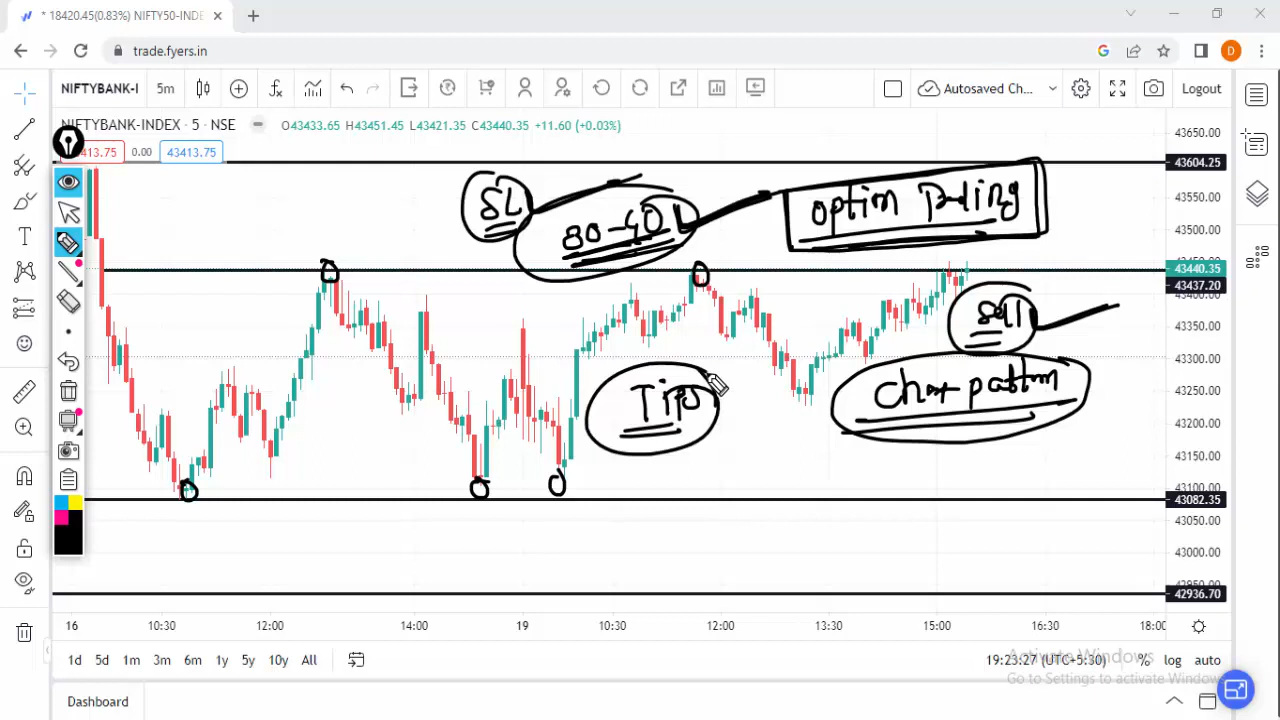 * 18420.45(0.83%) NIFTY50-INDE
trade.fyers.in
NIFTYBANK-I 5m Autosaved Ch... Logout
NIFTYBANK-INDEX · 5 · NSE O43433.65 H43451.45 L43421.35 C43440.35 +11.60 (+0.03%)
413.75 0.00 43413.75
43650.00
43604.25
43550.00
43500.00
43440.35
43437.20
43400.00
43350.00
43300.00
43250.00
43200.00
43150.00
43100.00
43082.35
43050.00
43000.00
42950.00
42936.70
SL
80-40
Sell
Tips
16 10:30 12:00 14:00 19 10:30 12:00 13:30 15:00 16:30 18:00
1d 5d 1m 3m 6m 1y 5y 10y All 19:23:27 (UTC+5:30) % log auto
Activate Windows
Go to Settings to activate Windows
Dashboard
D